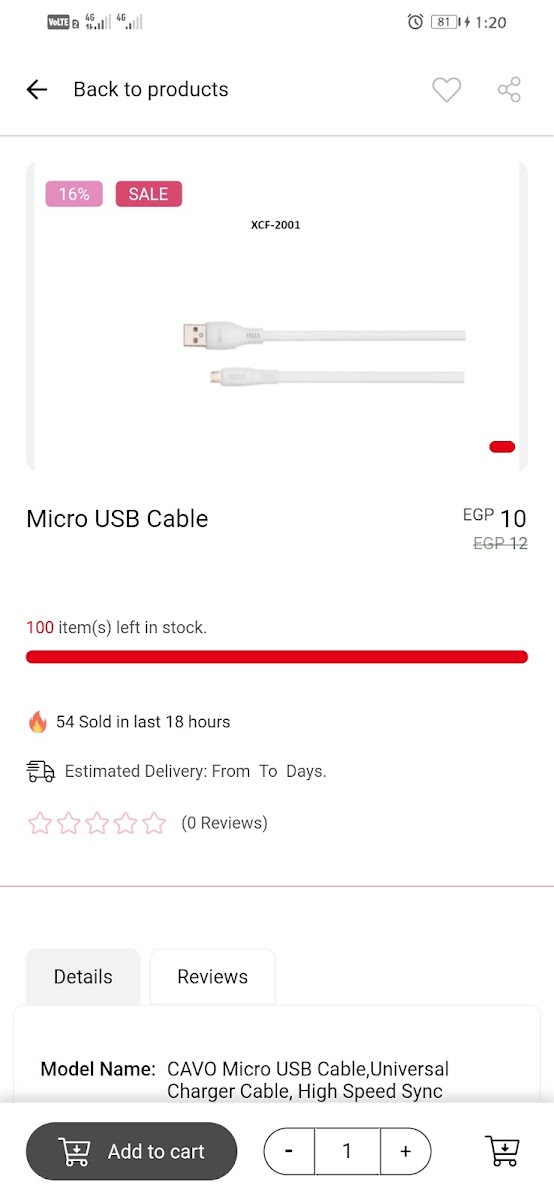 VoLTE 2 4G 4G 81 1:20
Back to products
16% SALE
XCF-2001
Micro USB Cable
EGP 10
EGP 12
100 item(s) left in stock.
54 Sold in last 18 hours
Estimated Delivery: From To Days.
(0 Reviews)
Details Reviews
Model Name: CAVO Micro USB Cable,Universal
Charger Cable, High Speed Sync
Add to cart - 1 +